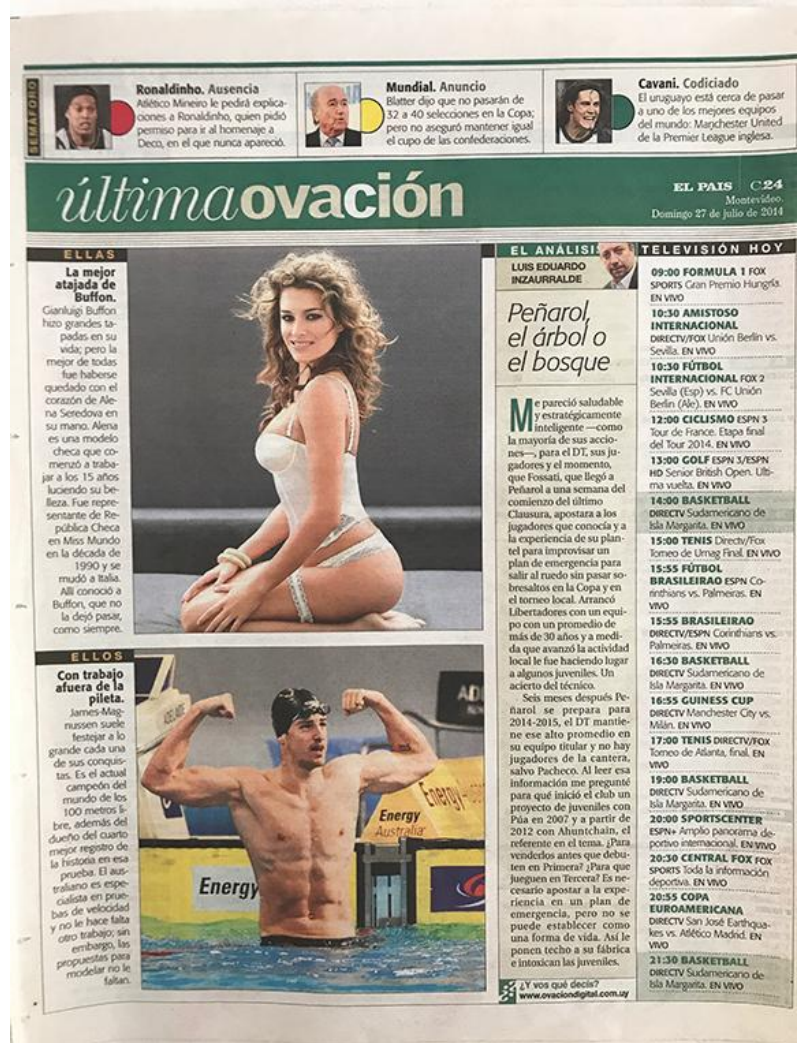 SEMÁFORO
Ronaldinho. Ausencia
Atlético Mineiro le pedirá explica-
ciones a Ronaldinho, quien pidió
permiso para ir al homenaje a
Deco, en el que nunca apareció.
Mundial. Anuncio
Blatter dijo que no pasarán de
32 a 40 selecciones en la Copa;
pero no aseguró mantener igual
el cupo de las confederaciones.
Cavani. Codiciado
El uruguayo está cerca de pasar
a uno de los mejores equipos
del mundo: Manchester United
de la Premier League inglesa.
últimaovación
EL PAIS C.24
Montevideo.
Domingo 27 de julio de 2014
ELLAS
La mejor
atajada de
Buffon.
Gianluigi Buffon
hizo grandes ta-
padas en su
vida; pero la
mejor de todas
fue haberse
quedado con el
corazón de Ale-
na Seredova en
su mano. Alena
es una modelo
checa que co-
menzó a traba-
jar a los 15 años
luciendo su be-
lleza. Fue repre-
sentante de Re-
pública Checa
en Miss Mundo
en la década de
1990 y se
mudó a Italia.
Allí conoció a
Buffon, que no
la dejó pasar,
como siempre.
ELLOS
Con trabajo
afuera de la
pileta.
James-Mag-
nussen suele
festejar a lo
grande cada una
de sus conquis-
tas. Es el actual
campeón del
mundo de los
100 metros li-
bre, además del
dueño del cuarto
mejor registro de
la historia en esa
prueba. El aus-
traliano es espe-
cialista en prue-
bas de velocidad
y no le hace falta
otro trabajo; sin
embargo, las
propuestas para
modelar no le
faltan.
ADELAIDE
Energy
Energy
Australia
Energy
EL ANÁLISIS
LUIS EDUARDO
INZAURRALDE
Peñarol,
el árbol o
el bosque
Me pareció saludable
y estratégicamente
inteligente —como
la mayoría de sus accio-
nes—, para el DT, sus ju-
gadores y el momento,
que Fossati, que llegó a
Peñarol a una semana del
comienzo del último
Clausura, apostara a los
jugadores que conocía y a
la experiencia de su plan-
tel para improvisar un
plan de emergencia para
salir al ruedo sin pasar so-
bresaltos en la Copa y en
el torneo local. Arrancó
Libertadores con un equi-
po con un promedio de
más de 30 años y a medi-
da que avanzó la actividad
local le fue haciendo lugar
a algunos juveniles. Un
acierto del técnico.
Seis meses después Pe-
ñarol se prepara para
2014-2015, el DT mantie-
ne ese alto promedio en
su equipo titular y no hay
jugadores de la cantera,
salvo Pacheco. Al leer esa
información me pregunté
para qué inició el club un
proyecto de juveniles con
Púa en 2007 y a partir de
2012 con Ahuntchain, el
referente en el tema. ¿Para
venderlos antes que debu-
ten en Primera? ¿Para que
jueguen en Tercera? Es ne-
cesario apostar a la expe-
riencia en un plan de
emergencia, pero no se
puede establecer como
una forma de vida. Así le
ponen techo a su fábrica
e intoxican las juveniles.
¿Y vos qué decís?
www.ovaciondigital.com.uy
TELEVISIÓN HOY
09:00 FORMULA 1 FOX
SPORTS Gran Premio Hungría.
EN VIVO
10:30 AMISTOSO
INTERNACIONAL
DIRECTV/FOX Unión Berlin vs.
Sevilla. EN VIVO
10:30 FÚTBOL
INTERNACIONAL FOX 2
Sevilla (Esp) vs. FC Unión
Berlin (Ale). EN VIVO
12:00 CICLISMO ESPN 3
Tour de France. Etapa final
del Tour 2014. EN VIVO
13:00 GOLF ESPN 3/ESPN
HD Senior British Open. Ulti-
ma vuelta. EN VIVO
14:00 BASKETBALL
DIRECTV Sudamericano de
Isla Margarita. EN VIVO
15:00 TENIS Directv/Fox
Torneo de Umag Final. EN VIVO
15:55 FÚTBOL
BRASILEIRAO ESPN Co-
rinthians vs. Palmeiras. EN
VIVO
15:55 BRASILEIRAO
DIRECTV/ESPN Corinthians vs.
Palmeiras. EN VIVO
16:30 BASKETBALL
DIRECTV Sudamericano de
Isla Margarita. EN VIVO
16:55 GUINESS CUP
DIRECTV Manchester City vs.
Milán. EN VIVO
17:00 TENIS DIRECTV/FOX
Torneo de Atlanta, final. EN VIVO
19:00 BASKETBALL
DIRECTV Sudamericano de
Isla Margarita. EN VIVO
20:00 SPORTSCENTER
ESPN+ Amplio panorama de-
portivo internacional. EN VIVO
20:30 CENTRAL FOX FOX
SPORTS Toda la información
deportiva. EN VIVO
20:55 COPA
EUROAMERICANA
DIRECTV San José Earthqua-
kes vs. Atlético Madrid. EN
VIVO
21:30 BASKETBALL
DIRECTV Sudamericano de
Isla Margarita. EN VIVO